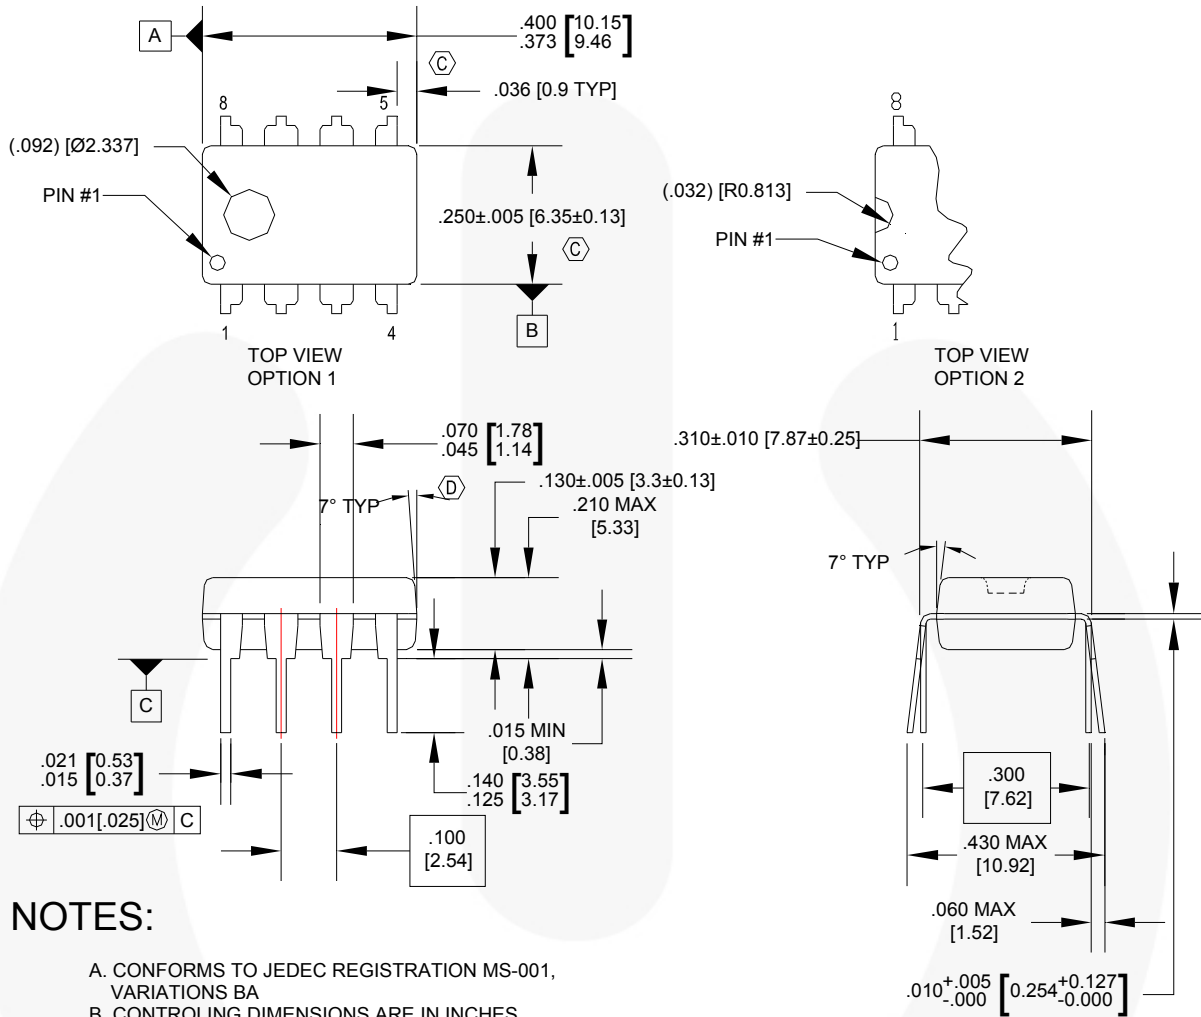 A
.400 [10.15]
.373 [9.46]
C
.036 [0.9 TYP]
8
5
(.092) [Ø2.337]
PIN #1
.250±.005 [6.35±0.13]
C
B
1
4
TOP VIEW
OPTION 1
8
(.032) [R0.813]
PIN #1
1
TOP VIEW
OPTION 2
.070 [1.78]
.045 [1.14]
7° TYP
D
.130±.005 [3.3±0.13]
.210 MAX
[5.33]
C
.015 MIN
[0.38]
.021 [0.53]
.015 [0.37]
⌖ .001[.025] Ⓜ C
.140 [3.55]
.125 [3.17]
.100
[2.54]
.310±.010 [7.87±0.25]
7° TYP
.300
[7.62]
.430 MAX
[10.92]
.060 MAX
[1.52]
.010+.005-.000 [0.254+0.127-0.000]
NOTES:
A. CONFORMS TO JEDEC REGISTRATION MS-001,
VARIATIONS BA
B. CONTROLING DIMENSIONS ARE IN INCHES